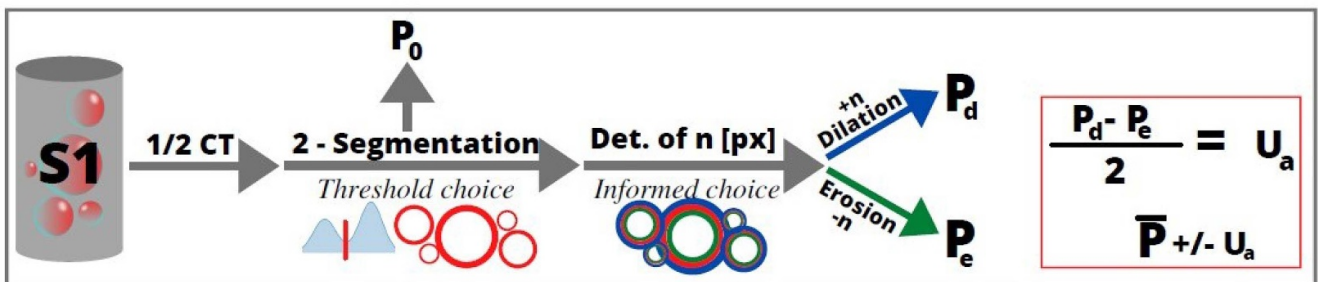 S1
1/2 CT
P0
2 - Segmentation
Threshold choice
Det. of n [px]
Informed choice
+n
Dilation
Pd
Erosion
-n
Pe
Pd - Pe
2
= Ua
P̅ +/- Ua